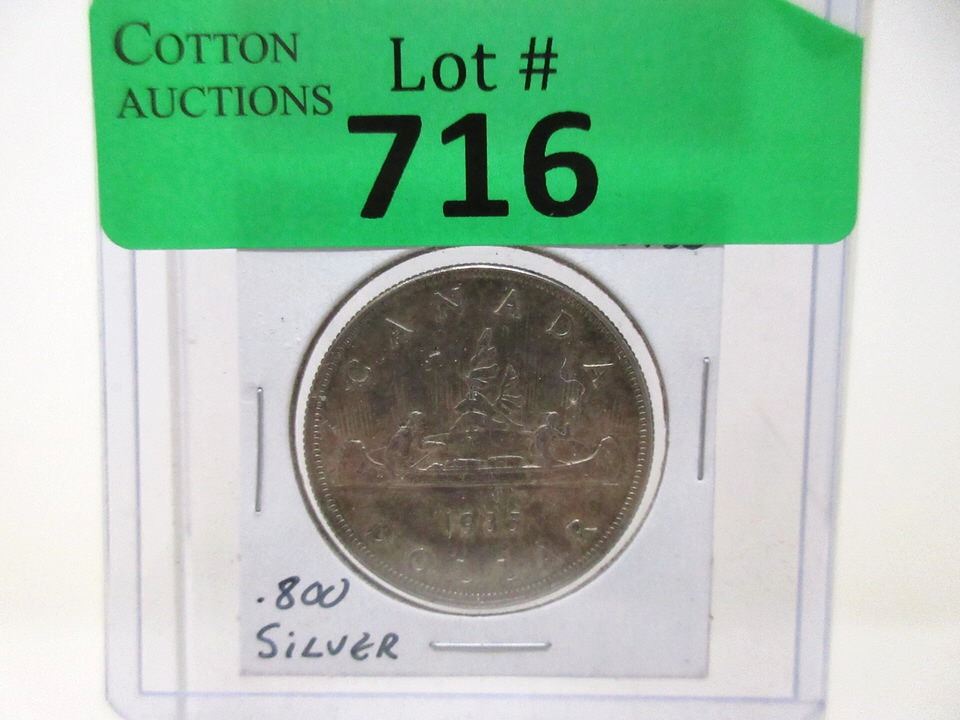 COTTON
AUCTIONS
Lot #
716
CANADA
DOLLAR
.800
SILVER